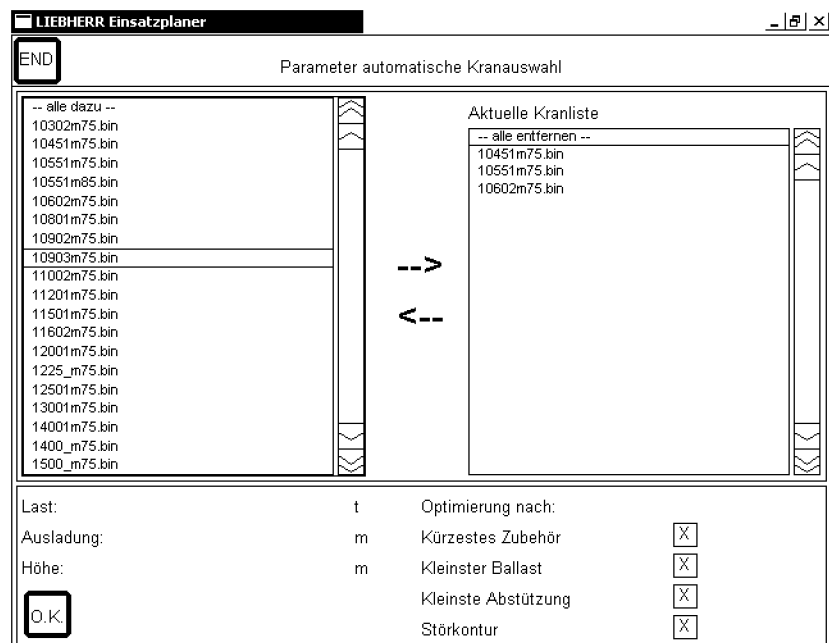 LIEBHERR Einsatzplaner
END
Parameter automatische Kranauswahl
-- alle dazu --
10302m75.bin
10451m75.bin
10551m75.bin
10551m85.bin
10602m75.bin
10801m75.bin
10902m75.bin
10903m75.bin
11002m75.bin
11201m75.bin
11501m75.bin
11602m75.bin
12001m75.bin
1225_m75.bin
12501m75.bin
13001m75.bin
14001m75.bin
1400_m75.bin
1500_m75.bin
-->
<--
Aktuelle Kranliste
-- alle entfernen --
10451m75.bin
10551m75.bin
10602m75.bin
Last: t
Ausladung: m
Höhe: m
O.K.
Optimierung nach:
Kürzestes Zubehör X
Kleinster Ballast X
Kleinste Abstützung X
Störkontur X